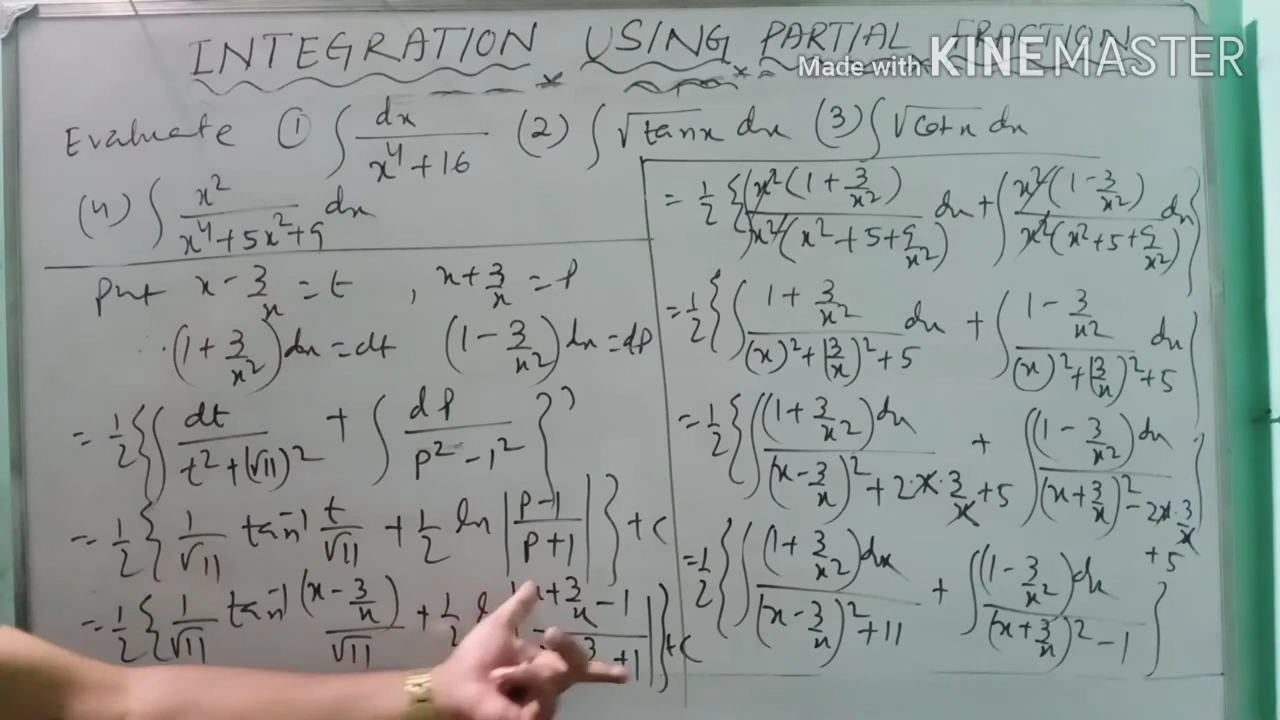 INTEGRATION USING PARTIAL FRACTION
Made with KINEMASTER
Evaluate ① ∫ dx/(x⁴+16) (2) ∫ √tanx dx (3) ∫ √cotx dx
(4) ∫ x²/(x⁴+5x²+9) dx
Put x - 3/x = t , x + 3/x = p
(1 + 3/x²)dx = dt (1 - 3/x²)dx = dp
= 1/2 {∫ dt/(t² + (√11)²) + ∫ dp/(p² - 1²)}
= 1/2 {1/√11 tan⁻¹ t/√11 + 1/2 ln |(p-1)/(p+1)|} + c
= 1/2 {1/√11 tan⁻¹ (x - 3/x)/√11 + 1/2 +3/x - 1 +1|} + c
= 1/2 {∫ x²(1 + 3/x²)/x²(x² + 5 + 9/x²) dx + ∫ x²(1 - 3/x²)/x²(x² + 5 + 9/x²) dx}
= 1/2 {∫ (1 + 3/x²)/((x)² + (3/x)² + 5) dx + ∫ (1 - 3/x²)/((x)² + (3/x)² + 5) dx}
= 1/2 {∫ (1 + 3/x²)dx/((x - 3/x)² + 2·x·3/x + 5) + ∫ (1 - 3/x²)dx/((x + 3/x)² - 2x·3/x + 5)}
= 1/2 {∫ (1 + 3/x²)dx/((x - 3/x)² + 11) + ∫ (1 - 3/x²)dx/((x + 3/x)² - 1)}